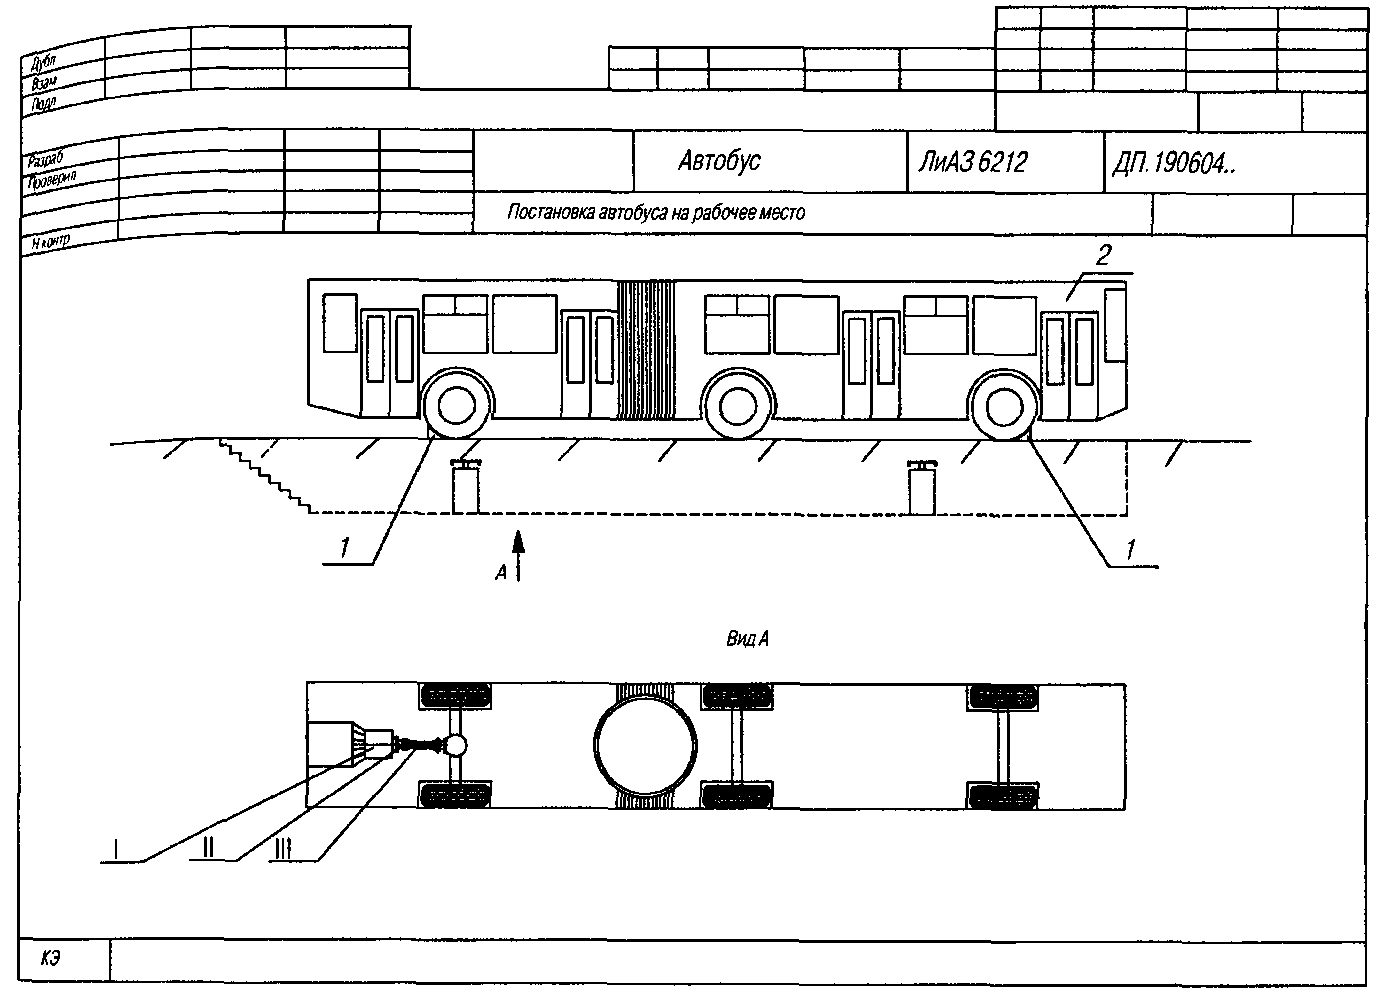 Дубл
Взам
Подл
Разраб
Проверил
Автобус
ЛиАЗ 6212
ДП. 190604..
Постановка автобуса на рабочее место
Н контр
2
1
1
А
Вид А
I
II
III
КЭ